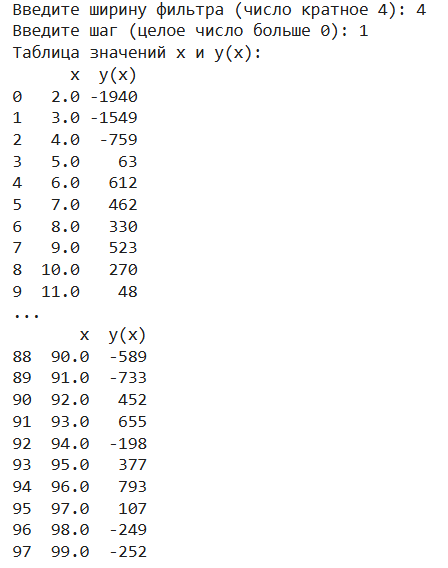 Введите ширину фильтра (число кратное 4): 4
Введите шаг (целое число больше 0): 1
Таблица значений x и y(x):
x y(x)
0 2.0 -1940
1 3.0 -1549
2 4.0 -759
3 5.0 63
4 6.0 612
5 7.0 462
6 8.0 330
7 9.0 523
8 10.0 270
9 11.0 48
...
x y(x)
88 90.0 -589
89 91.0 -733
90 92.0 452
91 93.0 655
92 94.0 -198
93 95.0 377
94 96.0 793
95 97.0 107
96 98.0 -249
97 99.0 -252